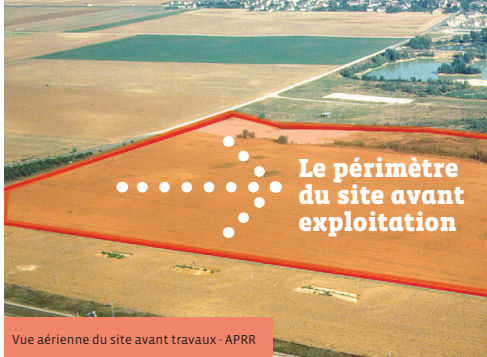 Le périmètre
du site avant
exploitation
Vue aérienne du site avant travaux - APRR